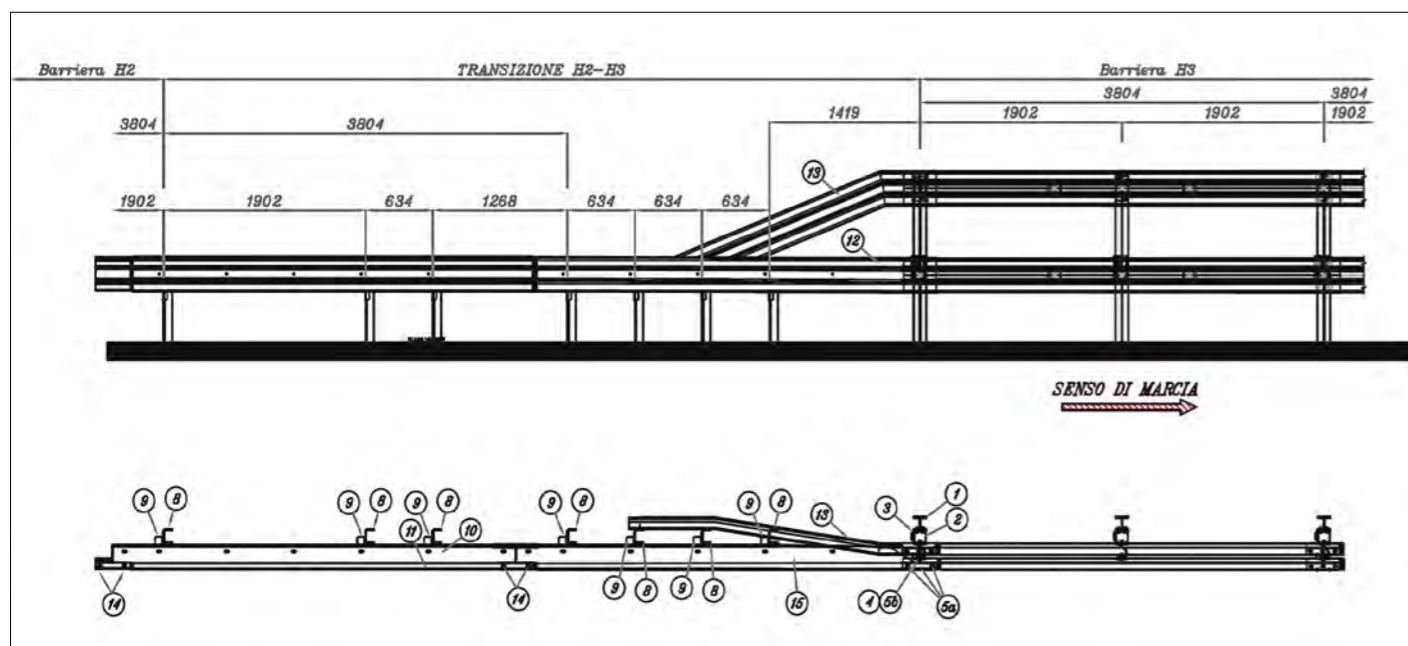 Barriera H2 TRANSIZIONE H2-H3 Barriera H3
3804 3804
1419 1902 1902 1902
3804 3804
13
1902 1902 634 1268 634 634 634
12
SENSO DI MARCIA
9 8 9 8 9 8 9 8 9 8 13 3 1 2
11 10
14 14 9 8 9 8 15 4 5b 5a